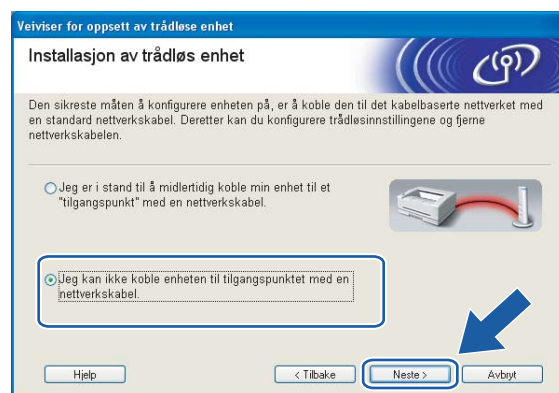 Veiviser for oppsett av trådløse enhet
Installasjon av trådløs enhet
Den sikreste måten å konfigurere enheten på, er å koble den til det kabelbaserte nettverket med
en standard nettverkskabel. Deretter kan du konfigurere trådløsinnstillingene og fjerne
nettverkskabelen.
Jeg er i stand til å midlertidig koble min enhet til et
"tilgangspunkt" med en nettverkskabel.
Jeg kan ikke koble enheten til tilgangspunktet med en
nettverkskabel.
Hjelp < Tilbake Neste > Avbryt